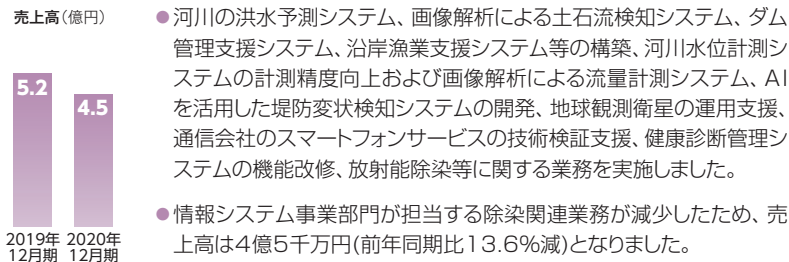 売上高(億円)
5.2
4.5
2019年
12月期
2020年
12月期
●河川の洪水予測システム、画像解析による土石流検知システム、ダム
管理支援システム、沿岸漁業支援システム等の構築、河川水位計測シ
ステムの計測精度向上および画像解析による流量計測システム、AI
を活用した堤防変状検知システムの開発、地球観測衛星の運用支援、
通信会社のスマートフォンサービスの技術検証支援、健康診断管理シ
ステムの機能改修、放射能除染等に関する業務を実施しました。
●情報システム事業部門が担当する除染関連業務が減少したため、売
上高は4億5千万円(前年同期比13.6%減)となりました。